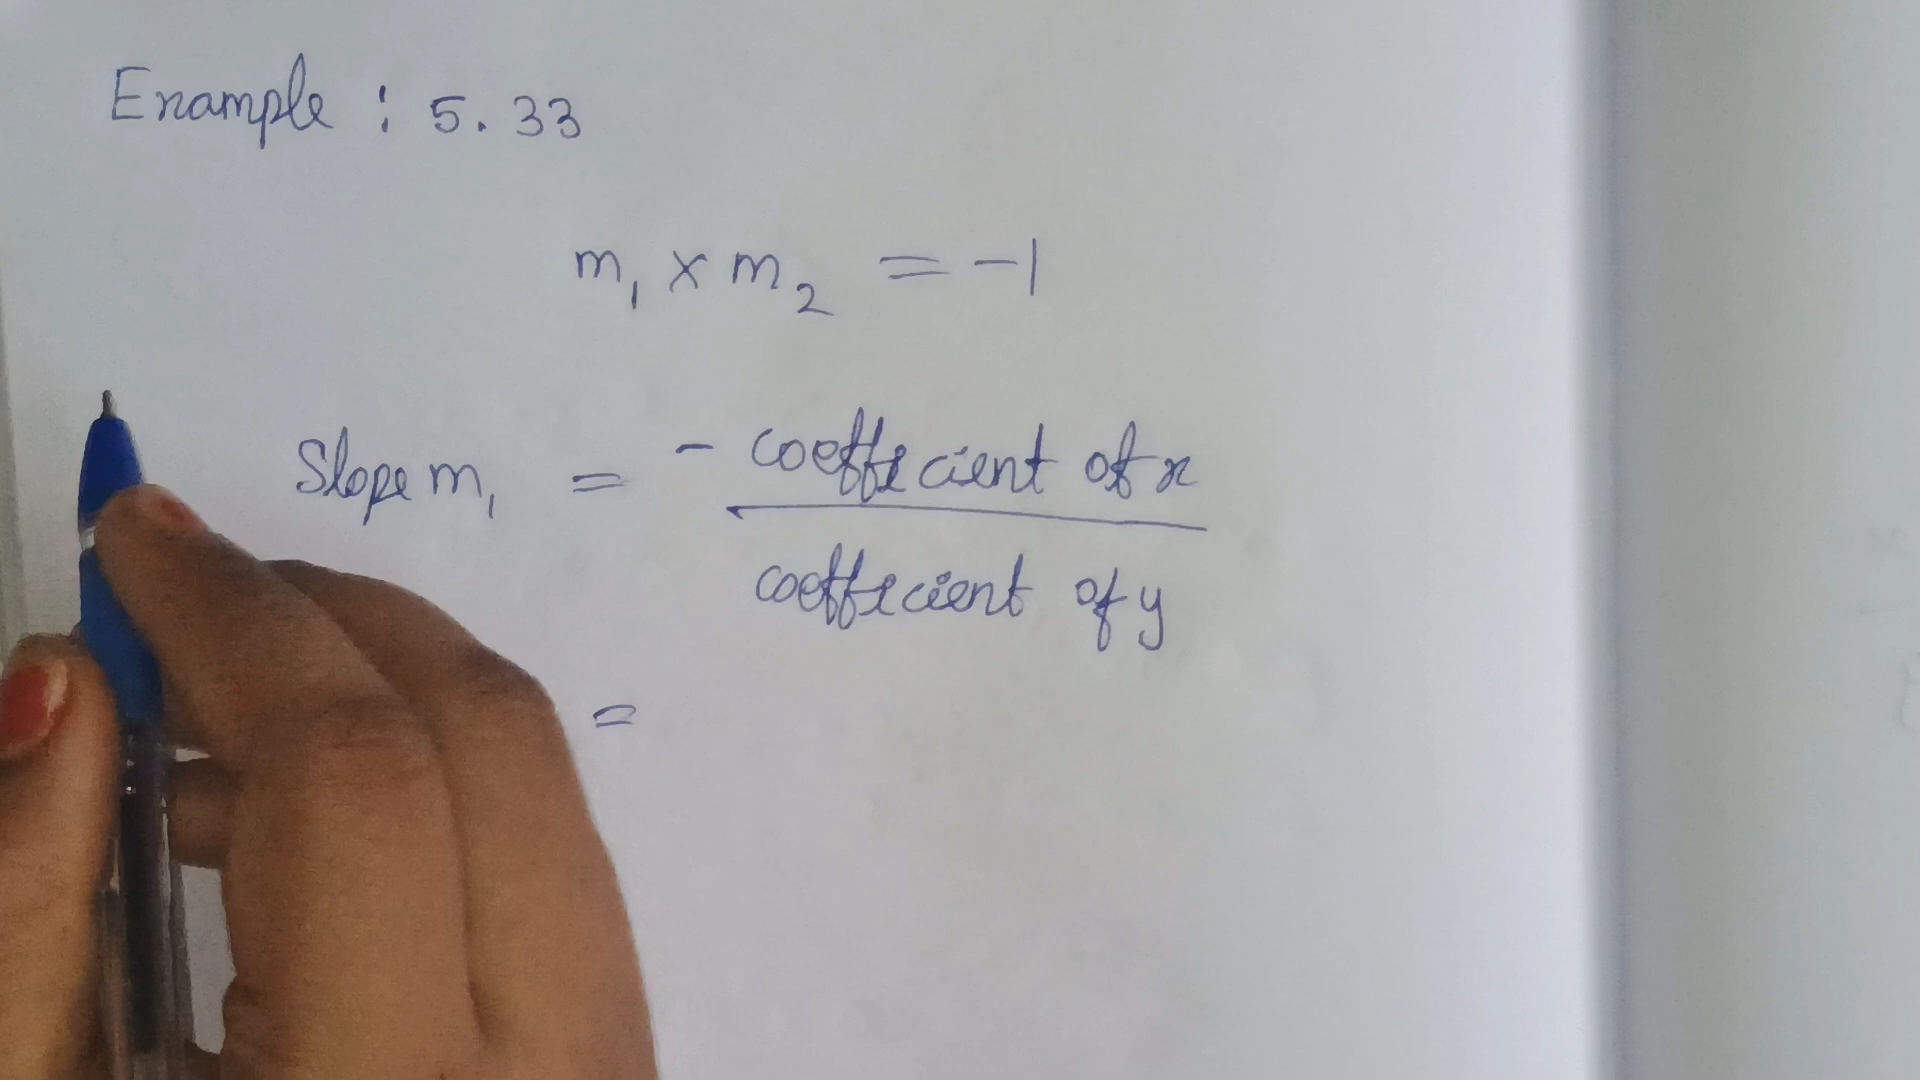 Example : 5.33
m₁ × m₂ = -1
Slope m₁ = - coefficient of x
coefficient of y
=